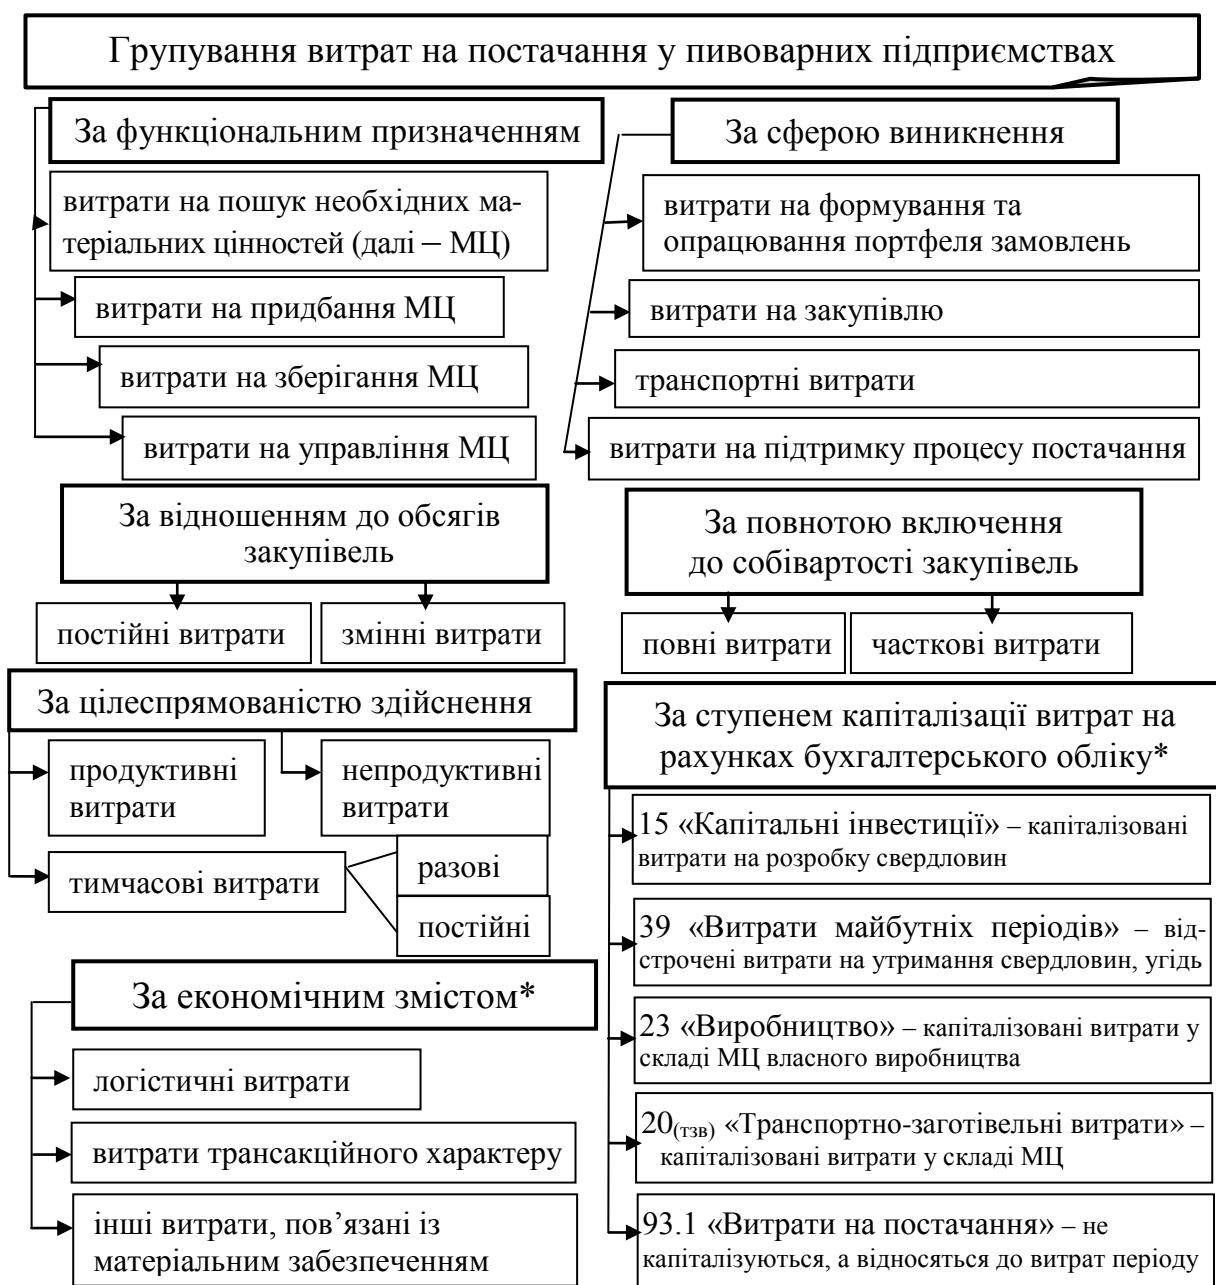 Групування витрат на постачання у пивоварних підприємствах
За функціональним призначенням
витрати на пошук необхідних ма-
теріальних цінностей (далі – МЦ)
витрати на придбання МЦ
витрати на зберігання МЦ
витрати на управління МЦ
За сферою виникнення
витрати на формування та
опрацювання портфеля замовлень
витрати на закупівлю
транспортні витрати
витрати на підтримку процесу постачання
За відношенням до обсягів
закупівель
постійні витрати
змінні витрати
За повнотою включення
до собівартості закупівель
повні витрати
часткові витрати
За цілеспрямованістю здійснення
продуктивні
витрати
непродуктивні
витрати
тимчасові витрати
разові
постійні
За ступенем капіталізації витрат на
рахунках бухгалтерського обліку*
15 «Капітальні інвестиції» – капіталізовані
витрати на розробку свердловин
39 «Витрати майбутніх періодів» – від-
строчені витрати на утримання свердловин, угідь
23 «Виробництво» – капіталізовані витрати у
складі МЦ власного виробництва
20(тзв) «Транспортно-заготівельні витрати» –
капіталізовані витрати у складі МЦ
93.1 «Витрати на постачання» – не
капіталізуються, а відносяться до витрат періоду
За економічним змістом*
логістичні витрати
витрати трансакційного характеру
інші витрати, пов’язані із
матеріальним забезпеченням